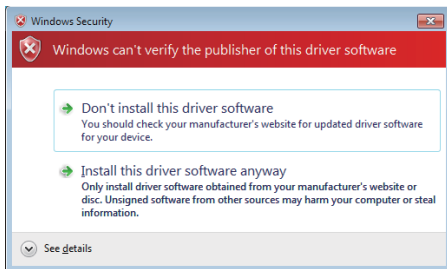 Windows Security
Windows can't verify the publisher of this driver software
Don't install this driver software
You should check your manufacturer's website for updated driver software
for your device.
Install this driver software anyway
Only install driver software obtained from your manufacturer's website or
disc. Unsigned software from other sources may harm your computer or steal
information.
See details